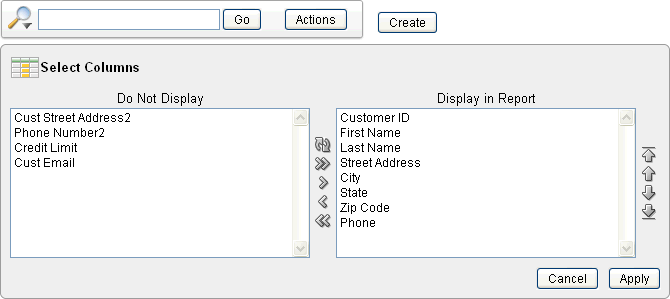 Go Actions Create
Select Columns
Do Not Display
Cust Street Address2
Phone Number2
Credit Limit
Cust Email
Display in Report
Customer ID
First Name
Last Name
Street Address
City
State
Zip Code
Phone
Cancel Apply